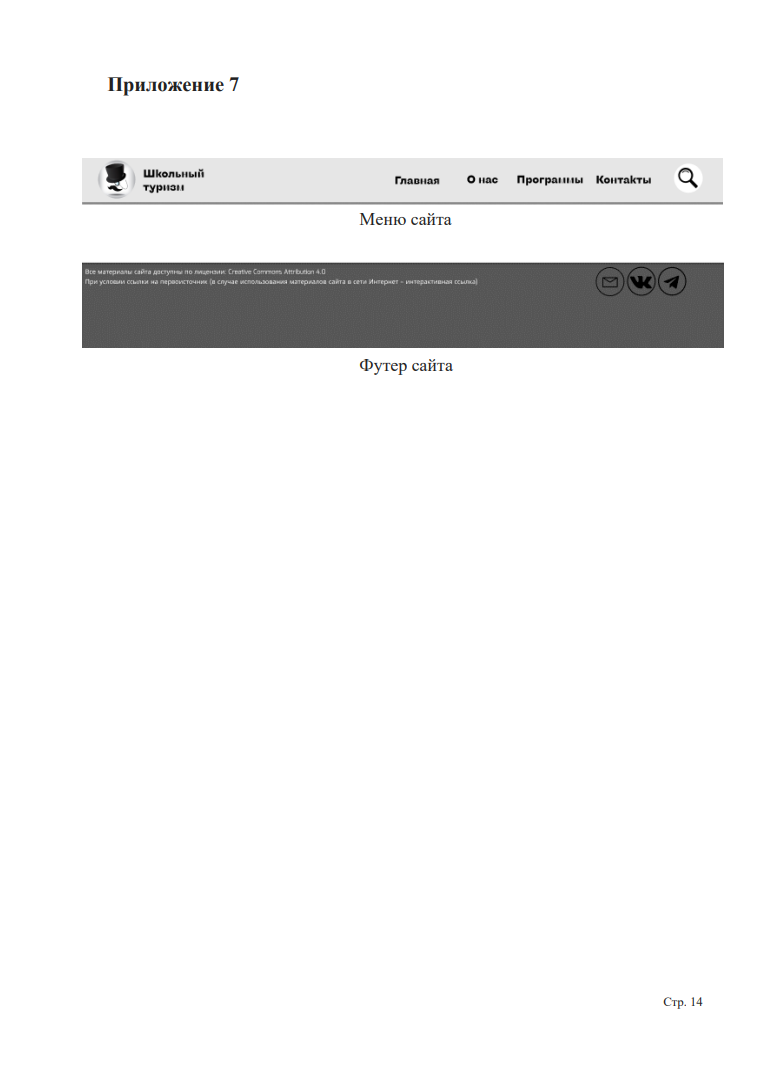 Приложение 7
Школьный
туризм
Главная О нас Программы Контакты
Меню сайта
Все материалы сайта доступны по лицензии: Creative Commons Attribution 4.0
При условии ссылки на первоисточник (в случае использования материалов сайта в сети Интернет – интерактивная ссылка)
Футер сайта
Стр. 14